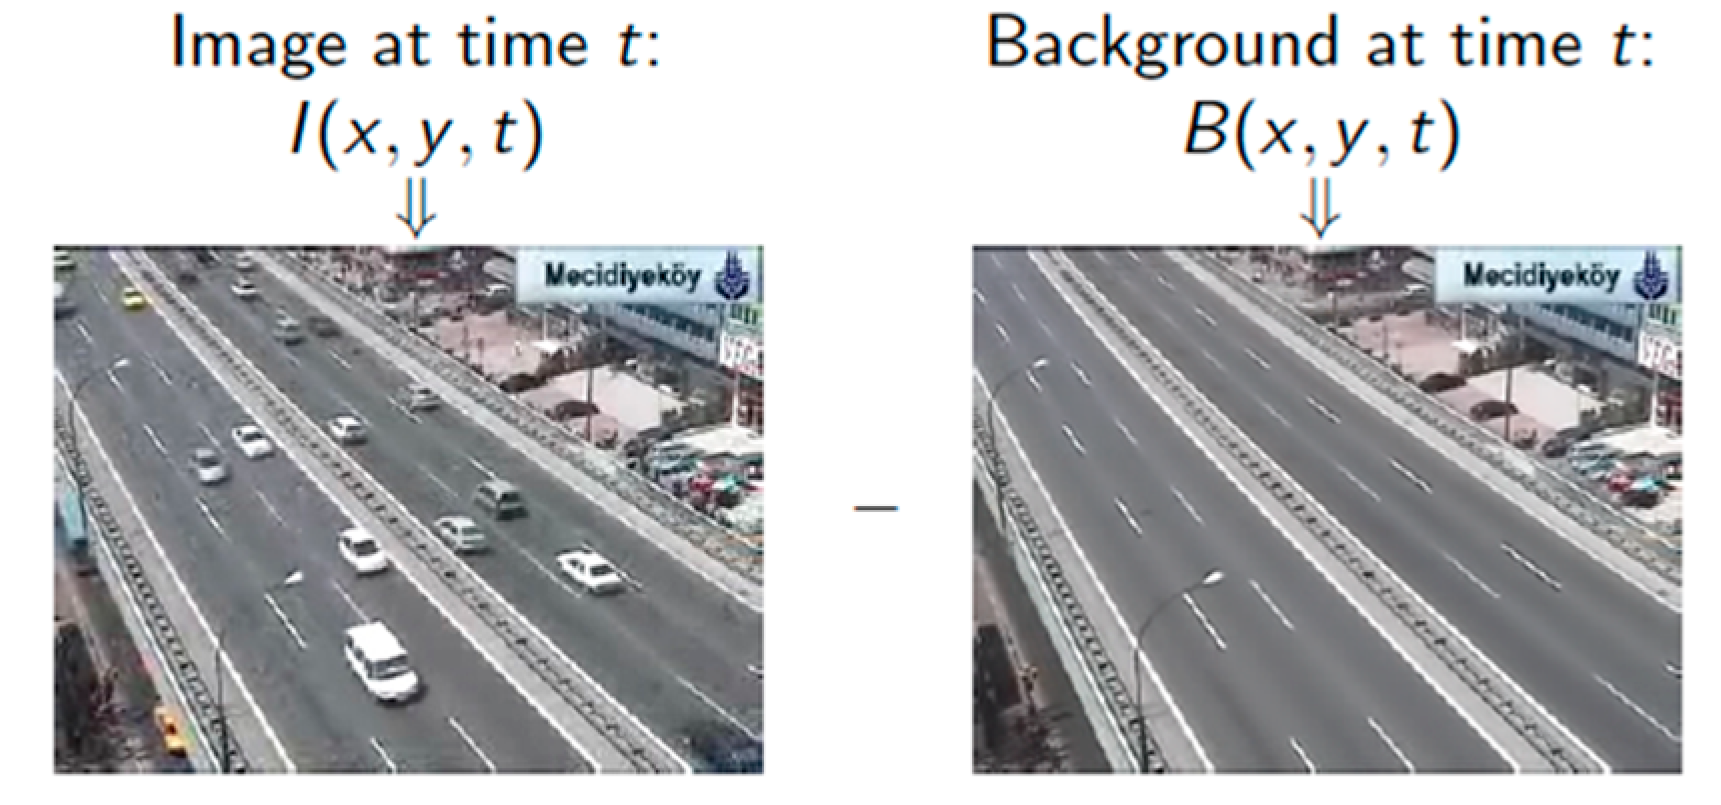 Image at time t:
I(x, y, t)
⇓
Mecidiyeköy
−
Background at time t:
B(x, y, t)
⇓
Mecidiyeköy